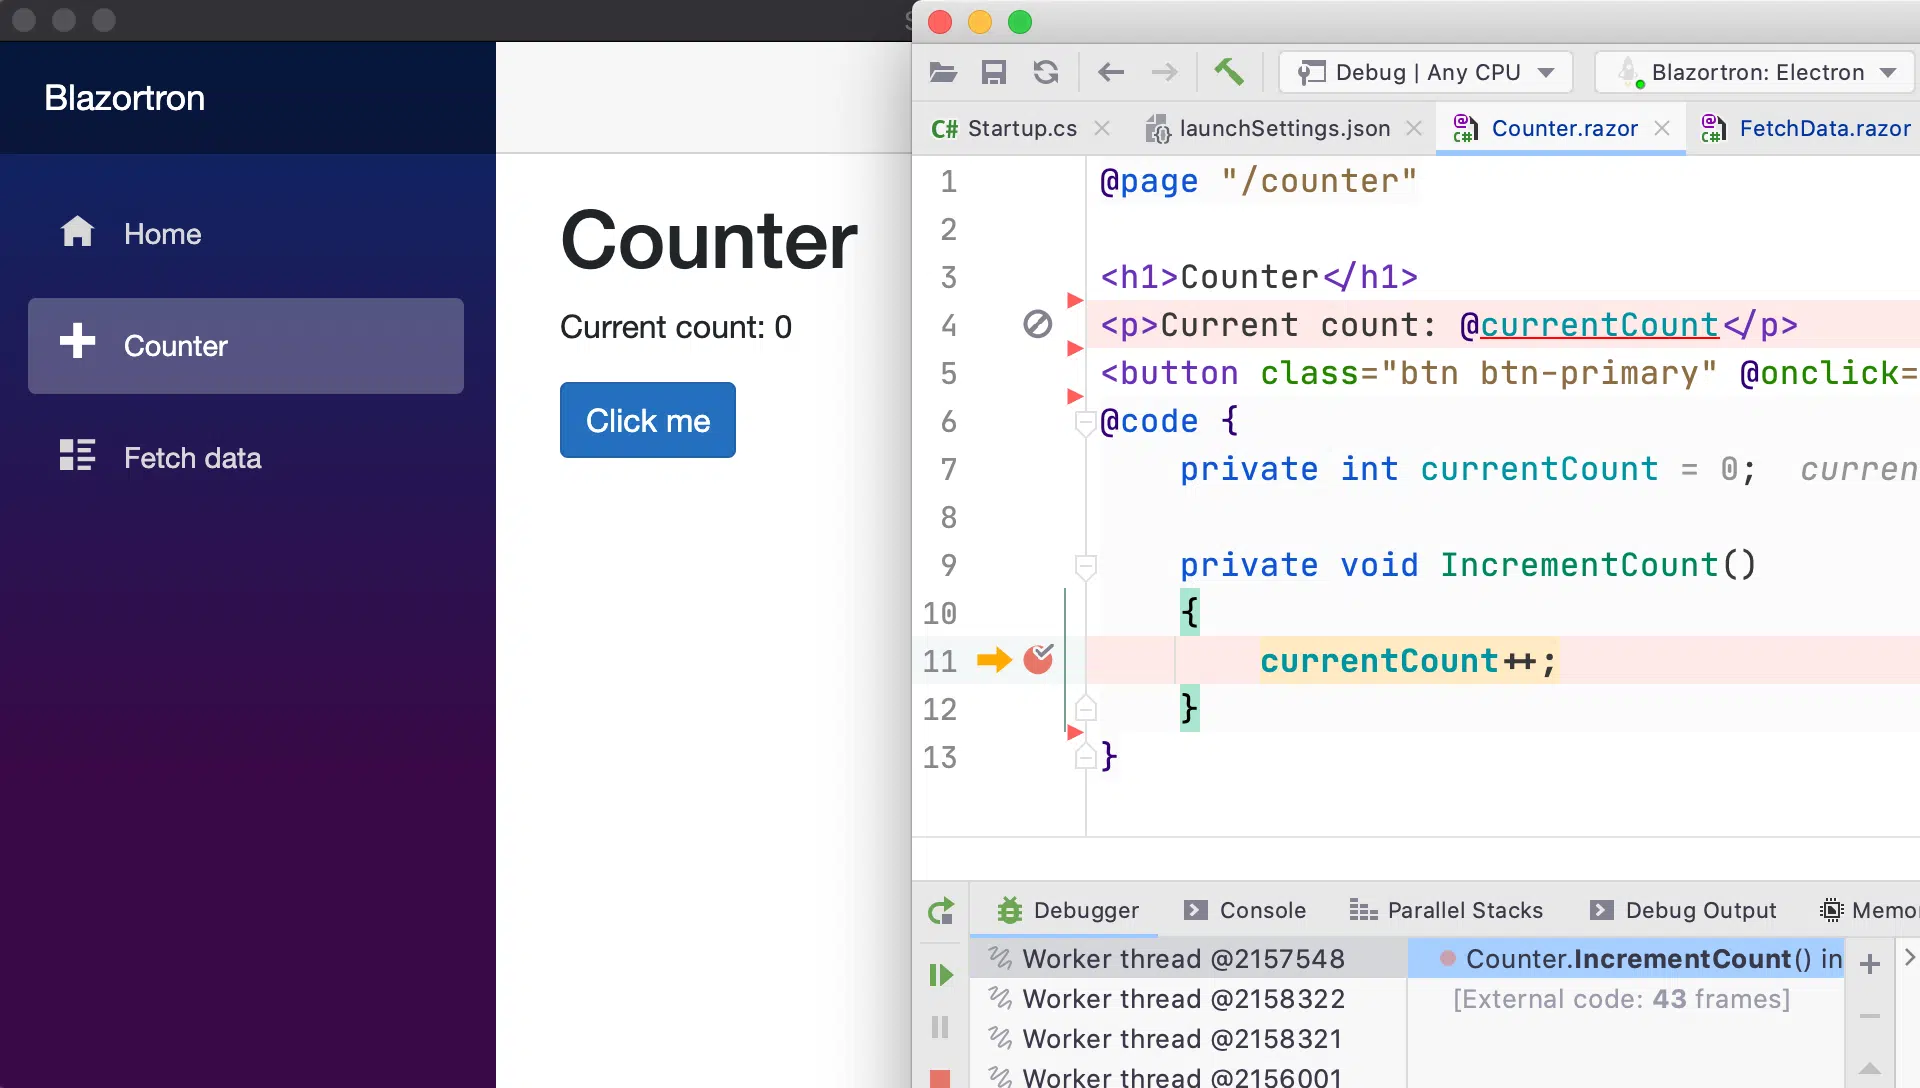 Blazortron
Home
Counter
Fetch data
Counter
Current count: 0
Click me
Debug | Any CPU
Blazortron: Electron
C# Startup.cs
launchSettings.json
@ C# Counter.razor
@ C# FetchData.razor
1 @page "/counter"
2
3 <h1>Counter</h1>
4 <p>Current count: @currentCount</p>
5 <button class="btn btn-primary" @onclick=
6 @code {
7 private int currentCount = 0; curren
8
9 private void IncrementCount()
10 {
11 currentCount++;
12 }
13 }
Debugger
Console
Parallel Stacks
Debug Output
Memo
Worker thread @2157548
Worker thread @2158322
Worker thread @2158321
Worker thread @2156001
Counter.IncrementCount() in
[External code: 43 frames]